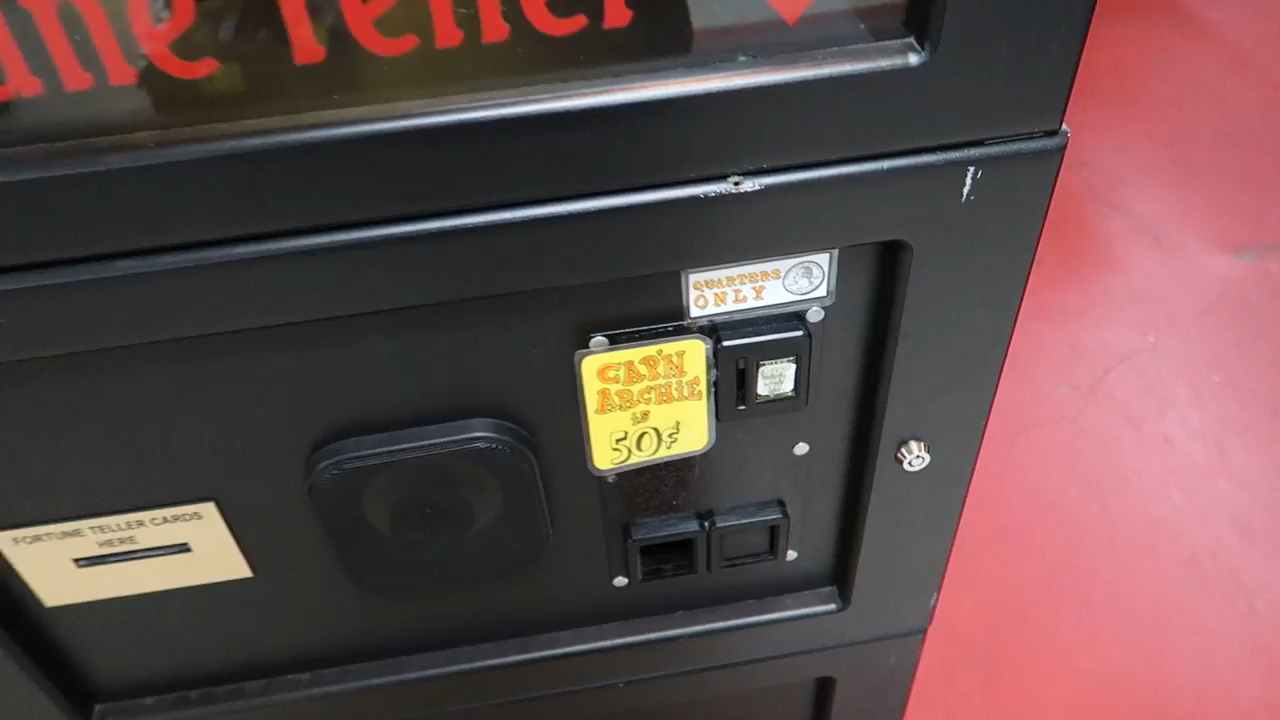 une Teller
QUARTERS
ONLY
CAP'N
ARCHIE
is
50¢
FORTUNE TELLER CARDS
HERE